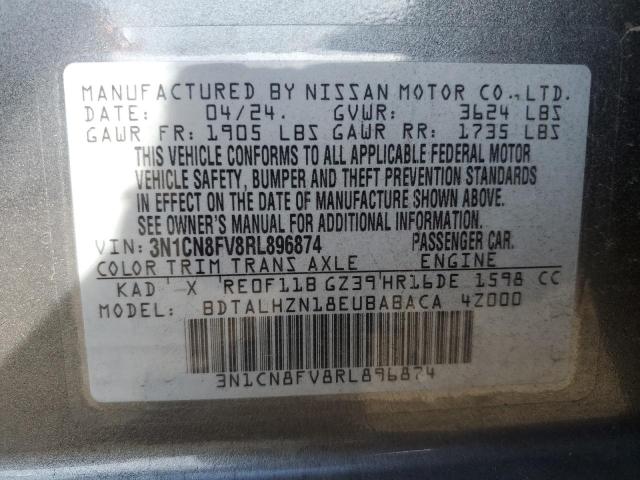 MANUFACTURED BY NISSAN MOTOR CO., LTD.
DATE: 04/24. GVWR: 3624 LBS
GAWR FR: 1905 LBS GAWR RR: 1735 LBS
THIS VEHICLE CONFORMS TO ALL APPLICABLE FEDERAL MOTOR
VEHICLE SAFETY, BUMPER AND THEFT PREVENTION STANDARDS
IN EFFECT ON THE DATE OF MANUFACTURE SHOWN ABOVE.
SEE OWNER'S MANUAL FOR ADDITIONAL INFORMATION.
VIN: 3N1CN8FV8RL896874 PASSENGER CAR.
COLOR TRIM TRANS AXLE ENGINE
KAD X RE0F11B GZ39 HR16DE 1598 CC
MODEL: BDTALHZN18EUBABACA 4Z000
3N1CN8FV8RL896874